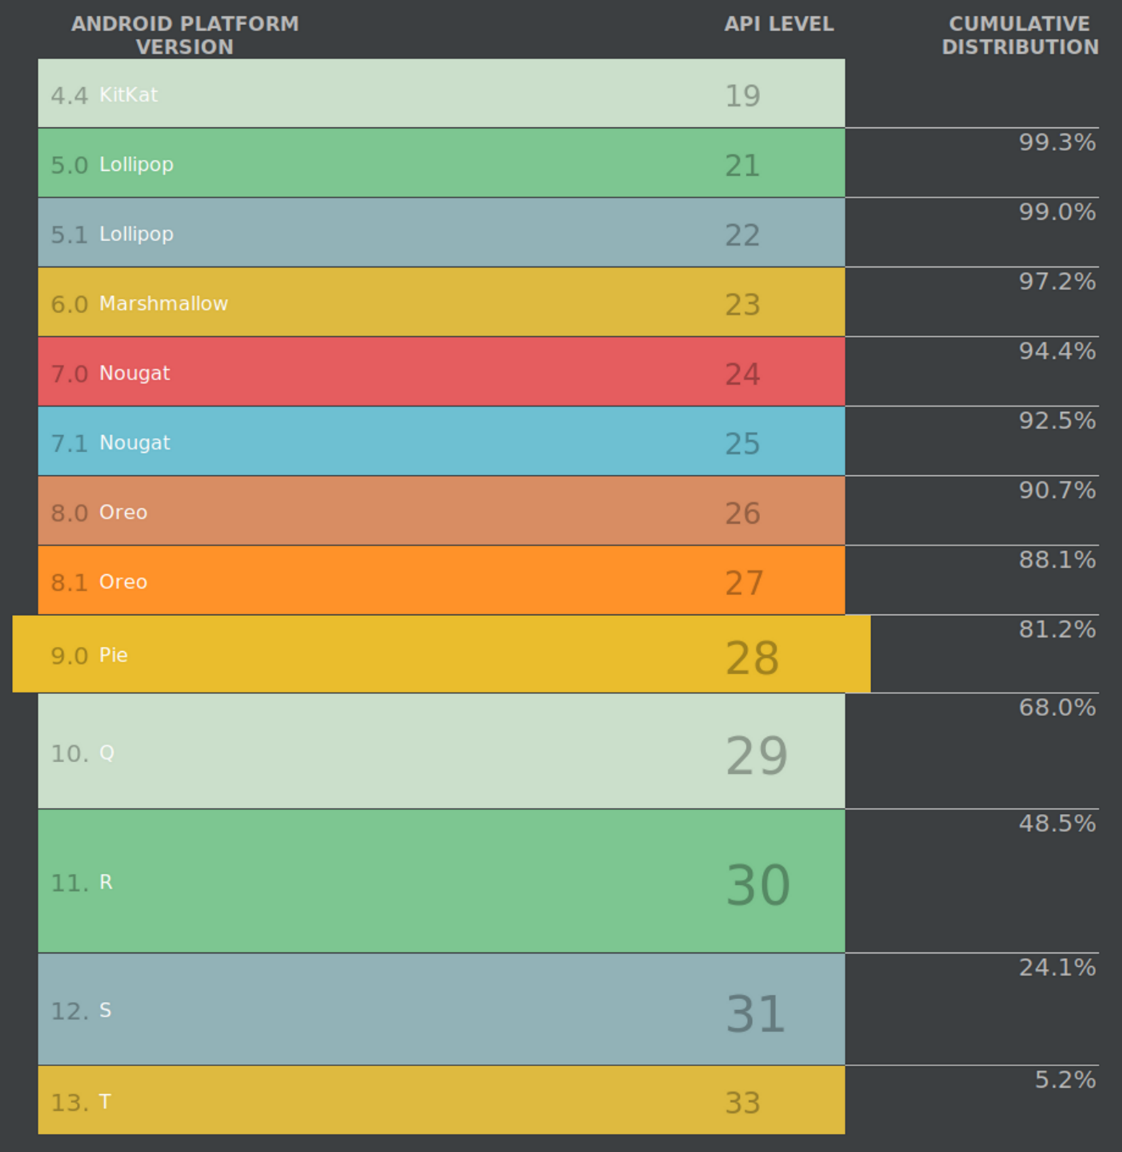 ANDROID PLATFORM
VERSION
API LEVEL
CUMULATIVE
DISTRIBUTION
4.4 KitKat 19
99.3%
5.0 Lollipop 21
99.0%
5.1 Lollipop 22
97.2%
6.0 Marshmallow 23
94.4%
7.0 Nougat 24
92.5%
7.1 Nougat 25
90.7%
8.0 Oreo 26
88.1%
8.1 Oreo 27
81.2%
9.0 Pie 28
68.0%
10. Q 29
48.5%
11. R 30
24.1%
12. S 31
5.2%
13. T 33